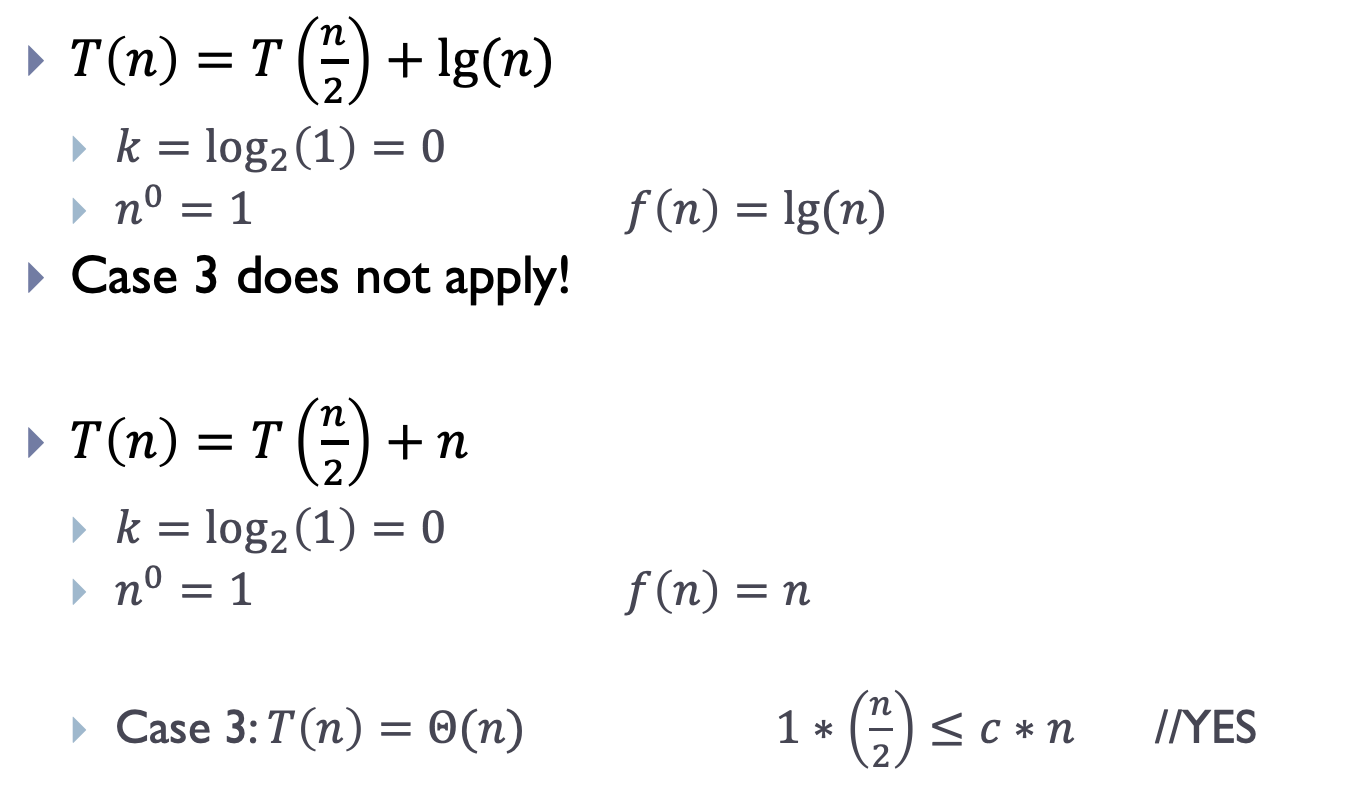 T(n) = T(n/2) + lg(n)
k = log₂(1) = 0
n⁰ = 1 f(n) = lg(n)
Case 3 does not apply!
T(n) = T(n/2) + n
k = log₂(1) = 0
n⁰ = 1 f(n) = n
Case 3: T(n) = Θ(n) 1 * (n/2) ≤ c * n //YES